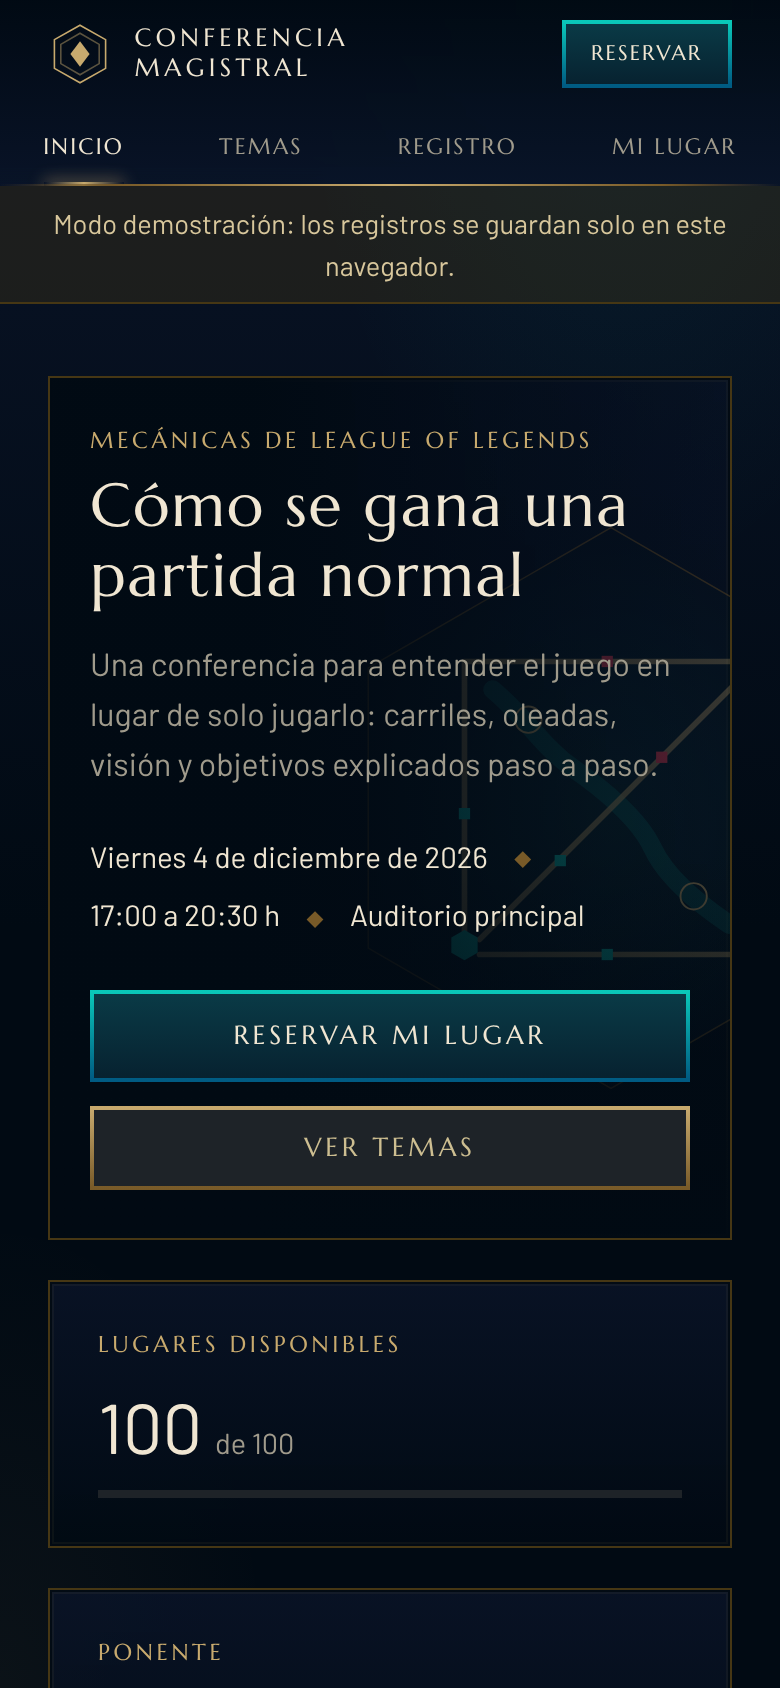 CONFERENCIA
MAGISTRAL
RESERVAR
INICIO
TEMAS
REGISTRO
MI LUGAR
Modo demostración: los registros se guardan solo en este
navegador.
MECÁNICAS DE LEAGUE OF LEGENDS
Cómo se gana una
partida normal
Una conferencia para entender el juego en
lugar de solo jugarlo: carriles, oleadas,
visión y objetivos explicados paso a paso.
Viernes 4 de diciembre de 2026
17:00 a 20:30 h
Auditorio principal
RESERVAR MI LUGAR
VER TEMAS
LUGARES DISPONIBLES
100 de 100
PONENTE